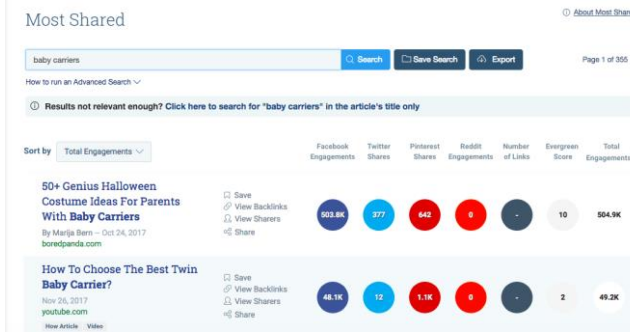 About Most Shar
Most Shared
baby carriers
Search
Save Search
Export
Page 1 of 355
How to run an Advanced Search
Results not relevant enough? Click here to search for "baby carriers" in the article's title only
Sort by
Total Engagements
Facebook Engagements
Twitter Shares
Pinterest Shares
Reddit Engagements
Number of Links
Evergreen Score
Total Engagements
50+ Genius Halloween
Costume Ideas For Parents
With Baby Carriers
By Marija Bern – Oct 24, 2017
boredpanda.com
Save
View Backlinks
View Sharers
Share
503.8K
377
642
0
-
10
504.9K
How To Choose The Best Twin
Baby Carrier?
Nov 26, 2017
youtube.com
How Article Video
Save
View Backlinks
View Sharers
Share
48.1K
12
1.1K
0
-
2
49.2K